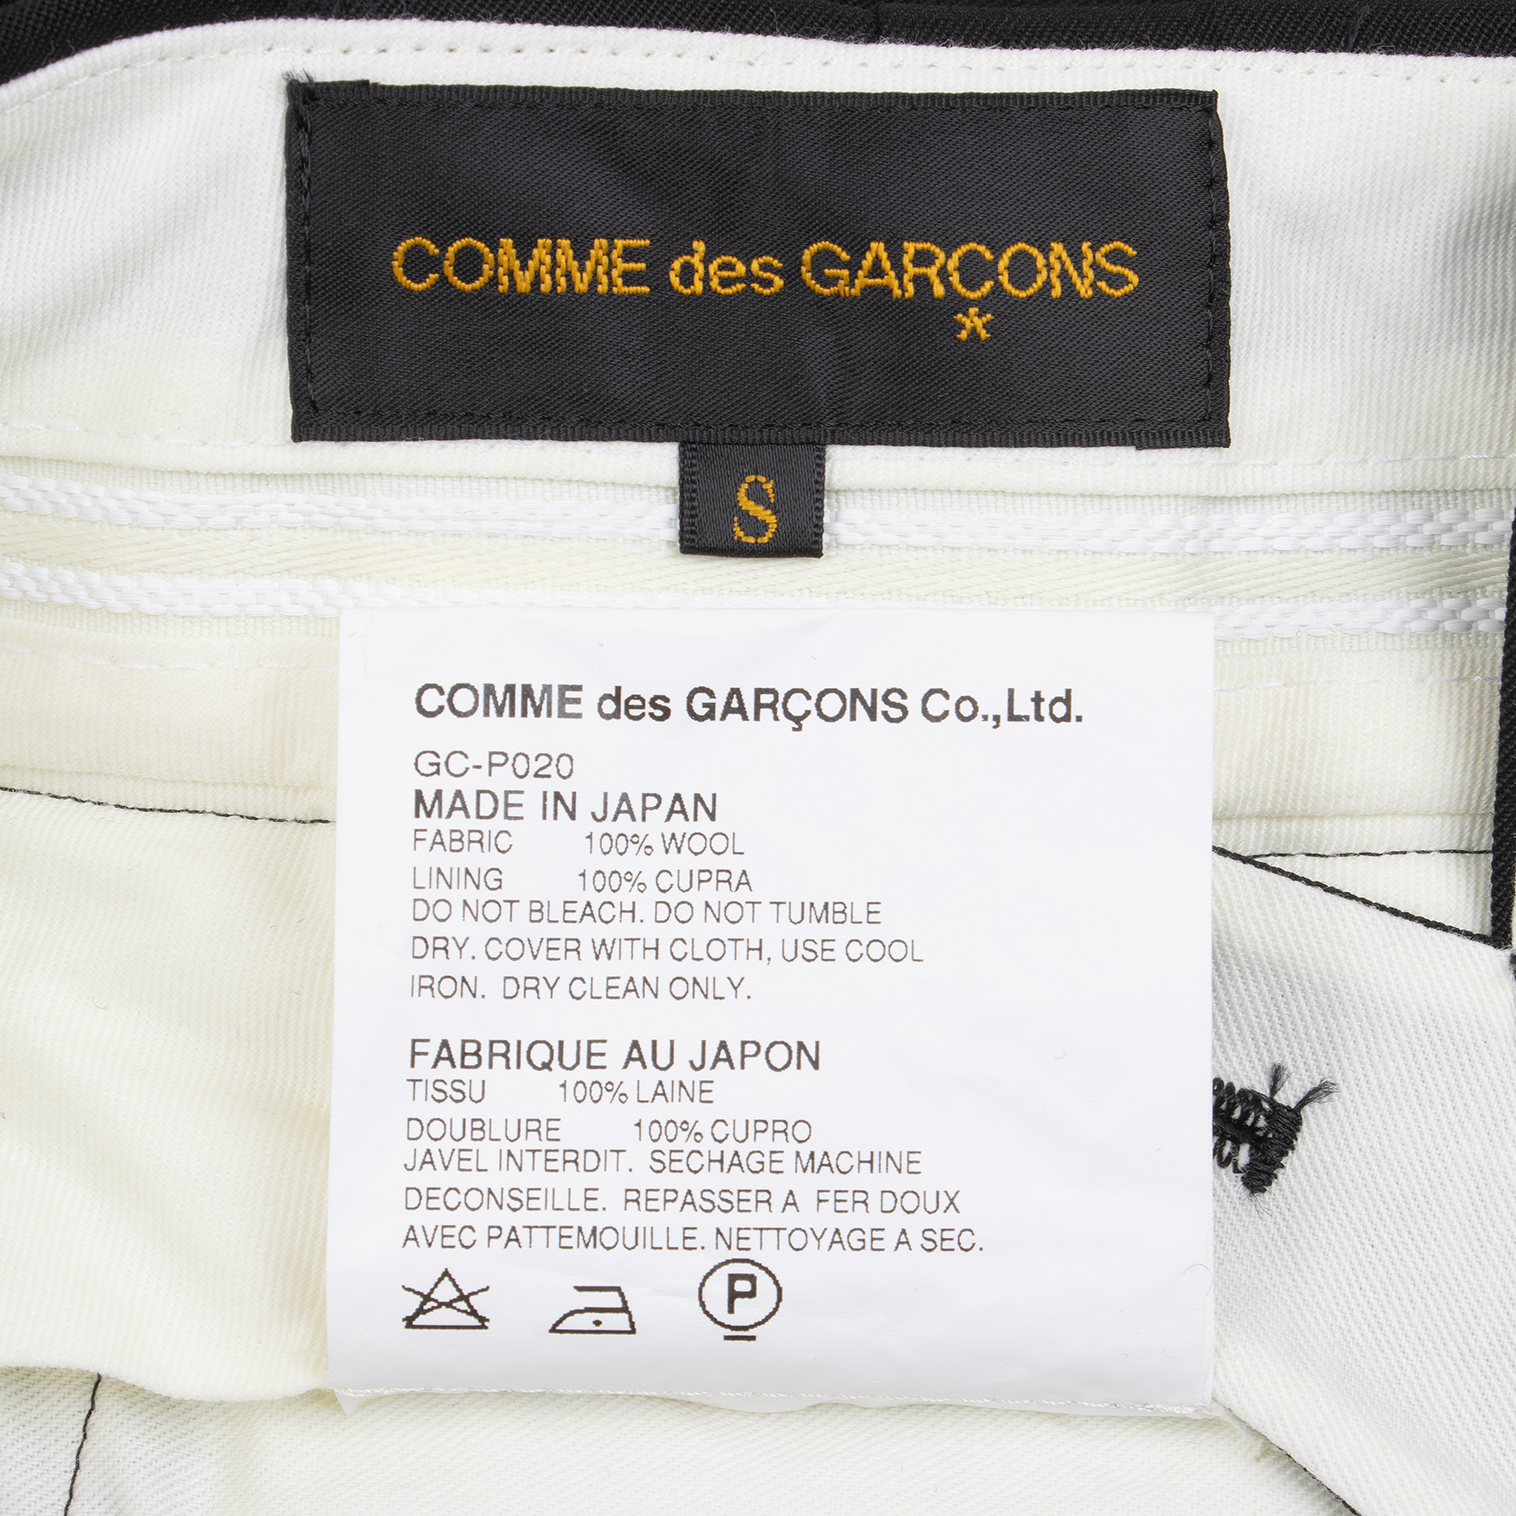 COMME des GARÇONS
*
S
COMME des GARÇONS Co.,Ltd.
GC-P020
MADE IN JAPAN
FABRIC 100% WOOL
LINING 100% CUPRA
DO NOT BLEACH. DO NOT TUMBLE
DRY. COVER WITH CLOTH, USE COOL
IRON. DRY CLEAN ONLY.
FABRIQUE AU JAPON
TISSU 100% LAINE
DOUBLURE 100% CUPRO
JAVEL INTERDIT. SECHAGE MACHINE
DECONSEILLE. REPASSER A FER DOUX
AVEC PATTEMOUILLE. NETTOYAGE A SEC.
P